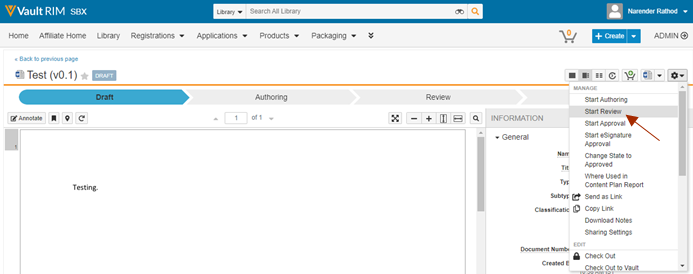 Vault RIM SBX
Library
Search All Library
Narender Rathod
Home
Affiliate Home
Library
Registrations
Applications
Products
Packaging
0
Create
ADMIN
< Back to previous page
Test (v0.1)
DRAFT
Draft
Authoring
Review
Annotate
1
of 1
INFORMATION
General
1
Testing.
Nam
Titl
Typ
Subtyp
Classificatio
Document Numbe
Created B
MANAGE
Start Authoring
Start Review
Start Approval
Start eSignature
Approval
Change State to
Approved
Where Used in
Content Plan Report
Send as Link
Copy Link
Download Notes
Sharing Settings
EDIT
Check Out
Check Out to Vault